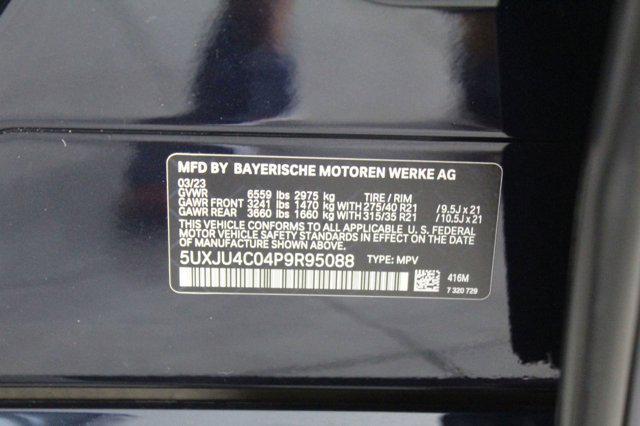 MFD BY BAYERISCHE MOTOREN WERKE AG
03/23
GVWR 6559 lbs 2975 kg TIRE / RIM
GAWR FRONT 3241 lbs 1470 kg WITH 275/40 R21 / 9.5J x 21
GAWR REAR 3660 lbs 1660 kg WITH 315/35 R21 / 10.5J x 21
THIS VEHICLE CONFORMS TO ALL APPLICABLE U. S. FEDERAL
MOTOR VEHICLE SAFETY STANDARDS IN EFFECT ON THE DATE OF
MANUFACTURE SHOWN ABOVE.
5UXJU4C04P9R95088 TYPE: MPV
416M
7 320 729